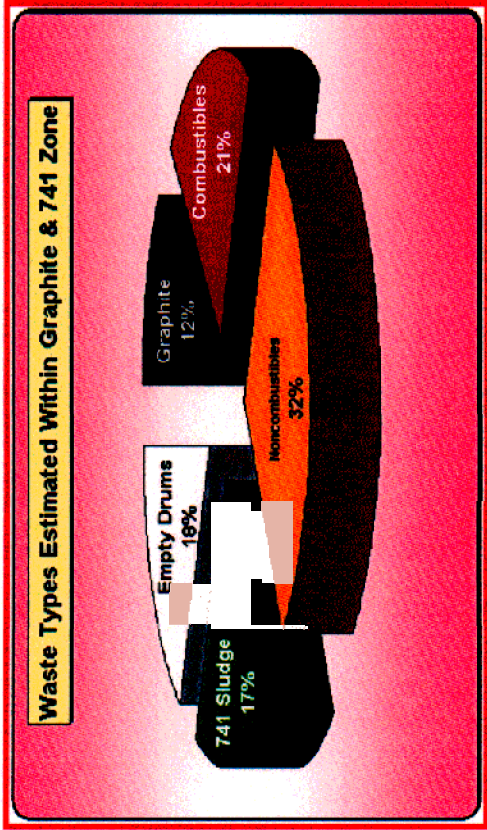 Waste Types Estimated Within Graphite & 741 Zone
Empty Drums
18%
Graphite
12%
Combustibles
21%
741 Sludge
17%
Noncombustibles
32%